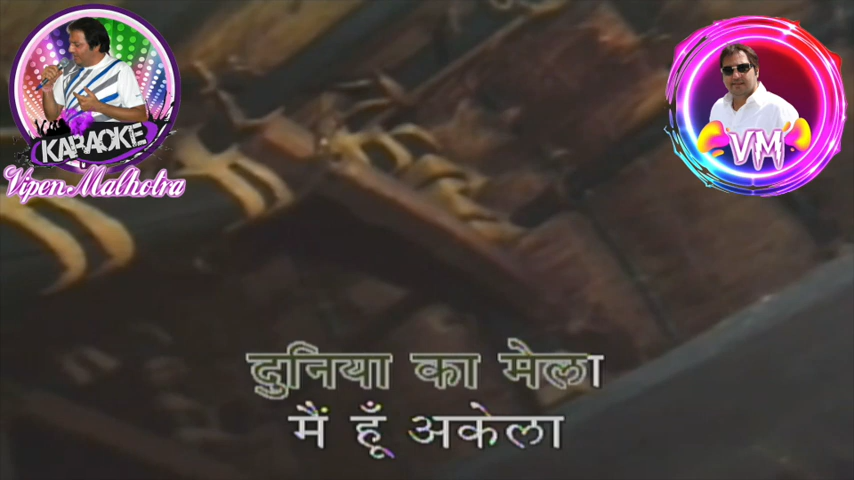 KARAOKE
Vipen Malhotra
VM
दुनिया का मेला
मैं हूँ अकेला